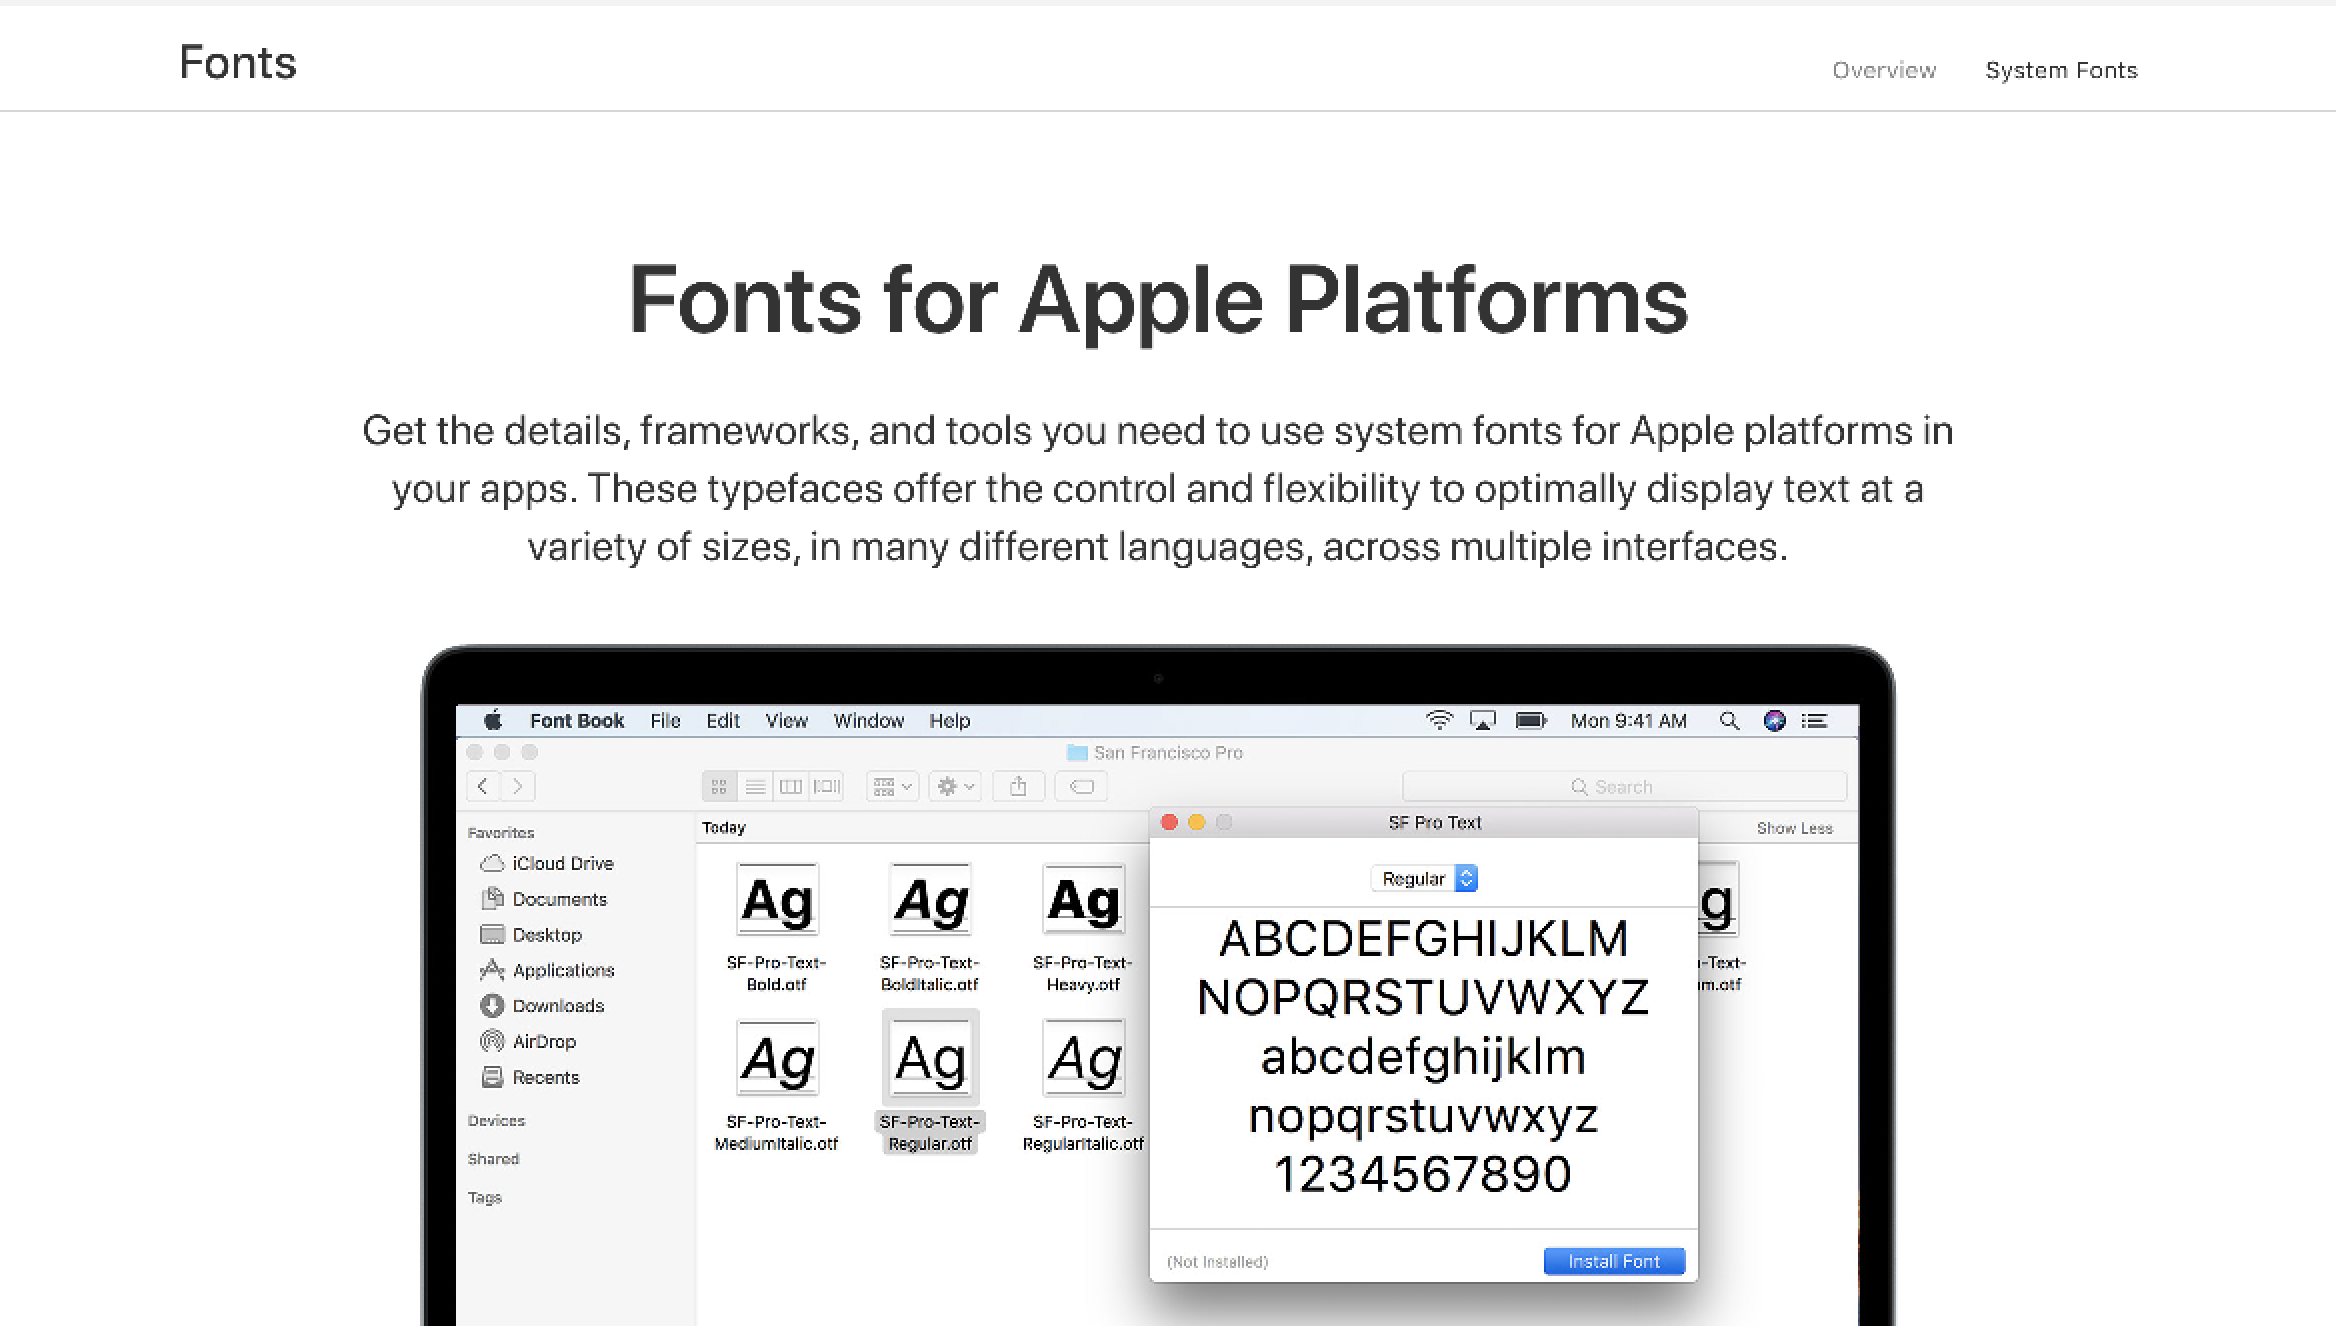 Fonts
Overview System Fonts
Fonts for Apple Platforms
Get the details, frameworks, and tools you need to use system fonts for Apple platforms in
your apps. These typefaces offer the control and flexibility to optimally display text at a
variety of sizes, in many different languages, across multiple interfaces.
Font Book File Edit View Window Help Mon 9:41 AM
San Francisco Pro
Search
Favorites
iCloud Drive
Documents
Desktop
Applications
Downloads
AirDrop
Recents
Devices
Shared
Tags
Today
Show Less
Ag Ag Ag g
SF-Pro-Text- SF-Pro-Text- SF-Pro-Text- -Text-
Bold.otf BoldItalic.otf Heavy.otf m.otf
Ag Ag Ag
SF-Pro-Text- SF-Pro-Text- SF-Pro-Text-
MediumItalic.otf Regular.otf RegularItalic.otf
SF Pro Text
Regular
ABCDEFGHIJKLM
NOPQRSTUVWXYZ
abcdefghijklm
nopqrstuvwxyz
1234567890
(Not Installed) Install Font